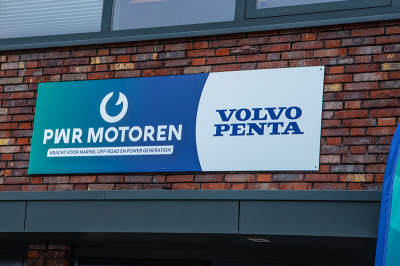 PWR MOTOREN
KRACHT VOOR MARINE, OFF-ROAD EN POWER GENERATION
VOLVO
PENTA